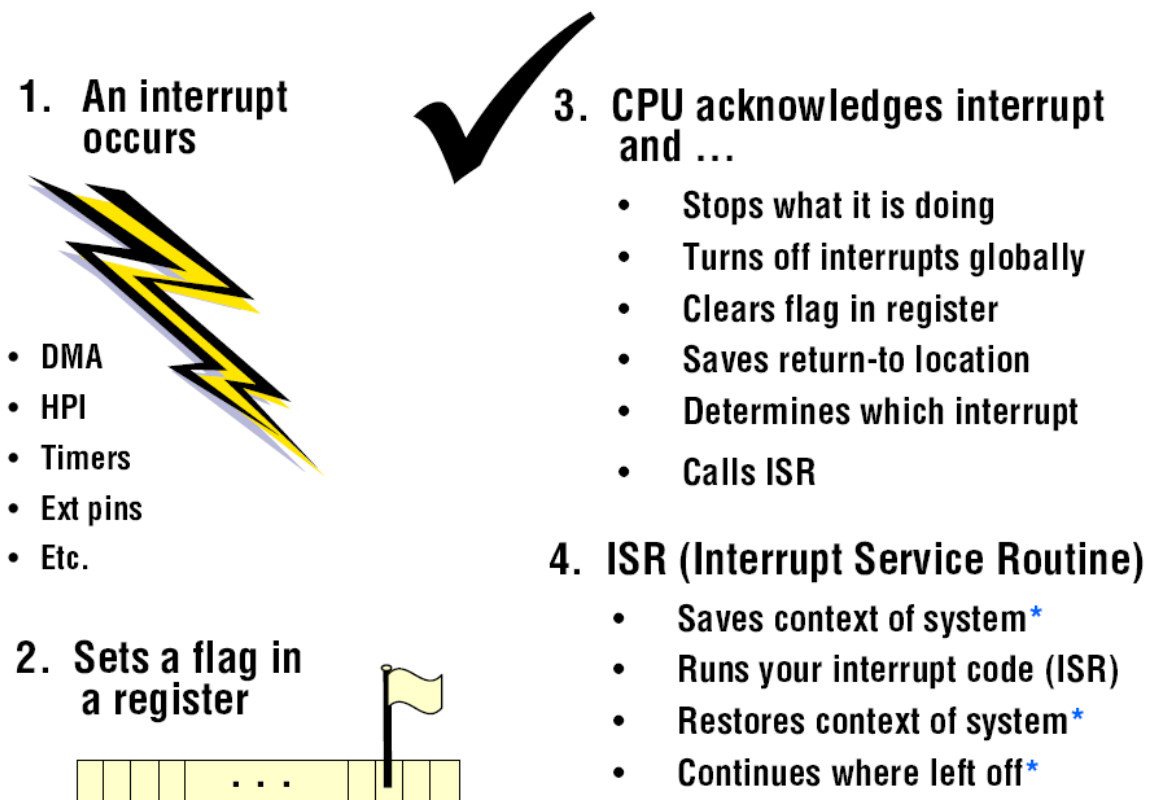 1. An interrupt
occurs
• DMA
• HPI
• Timers
• Ext pins
• Etc.
2. Sets a flag in
a register
. . .
3. CPU acknowledges interrupt
and ...
• Stops what it is doing
• Turns off interrupts globally
• Clears flag in register
• Saves return-to location
• Determines which interrupt
• Calls ISR
4. ISR (Interrupt Service Routine)
• Saves context of system*
• Runs your interrupt code (ISR)
• Restores context of system*
• Continues where left off*